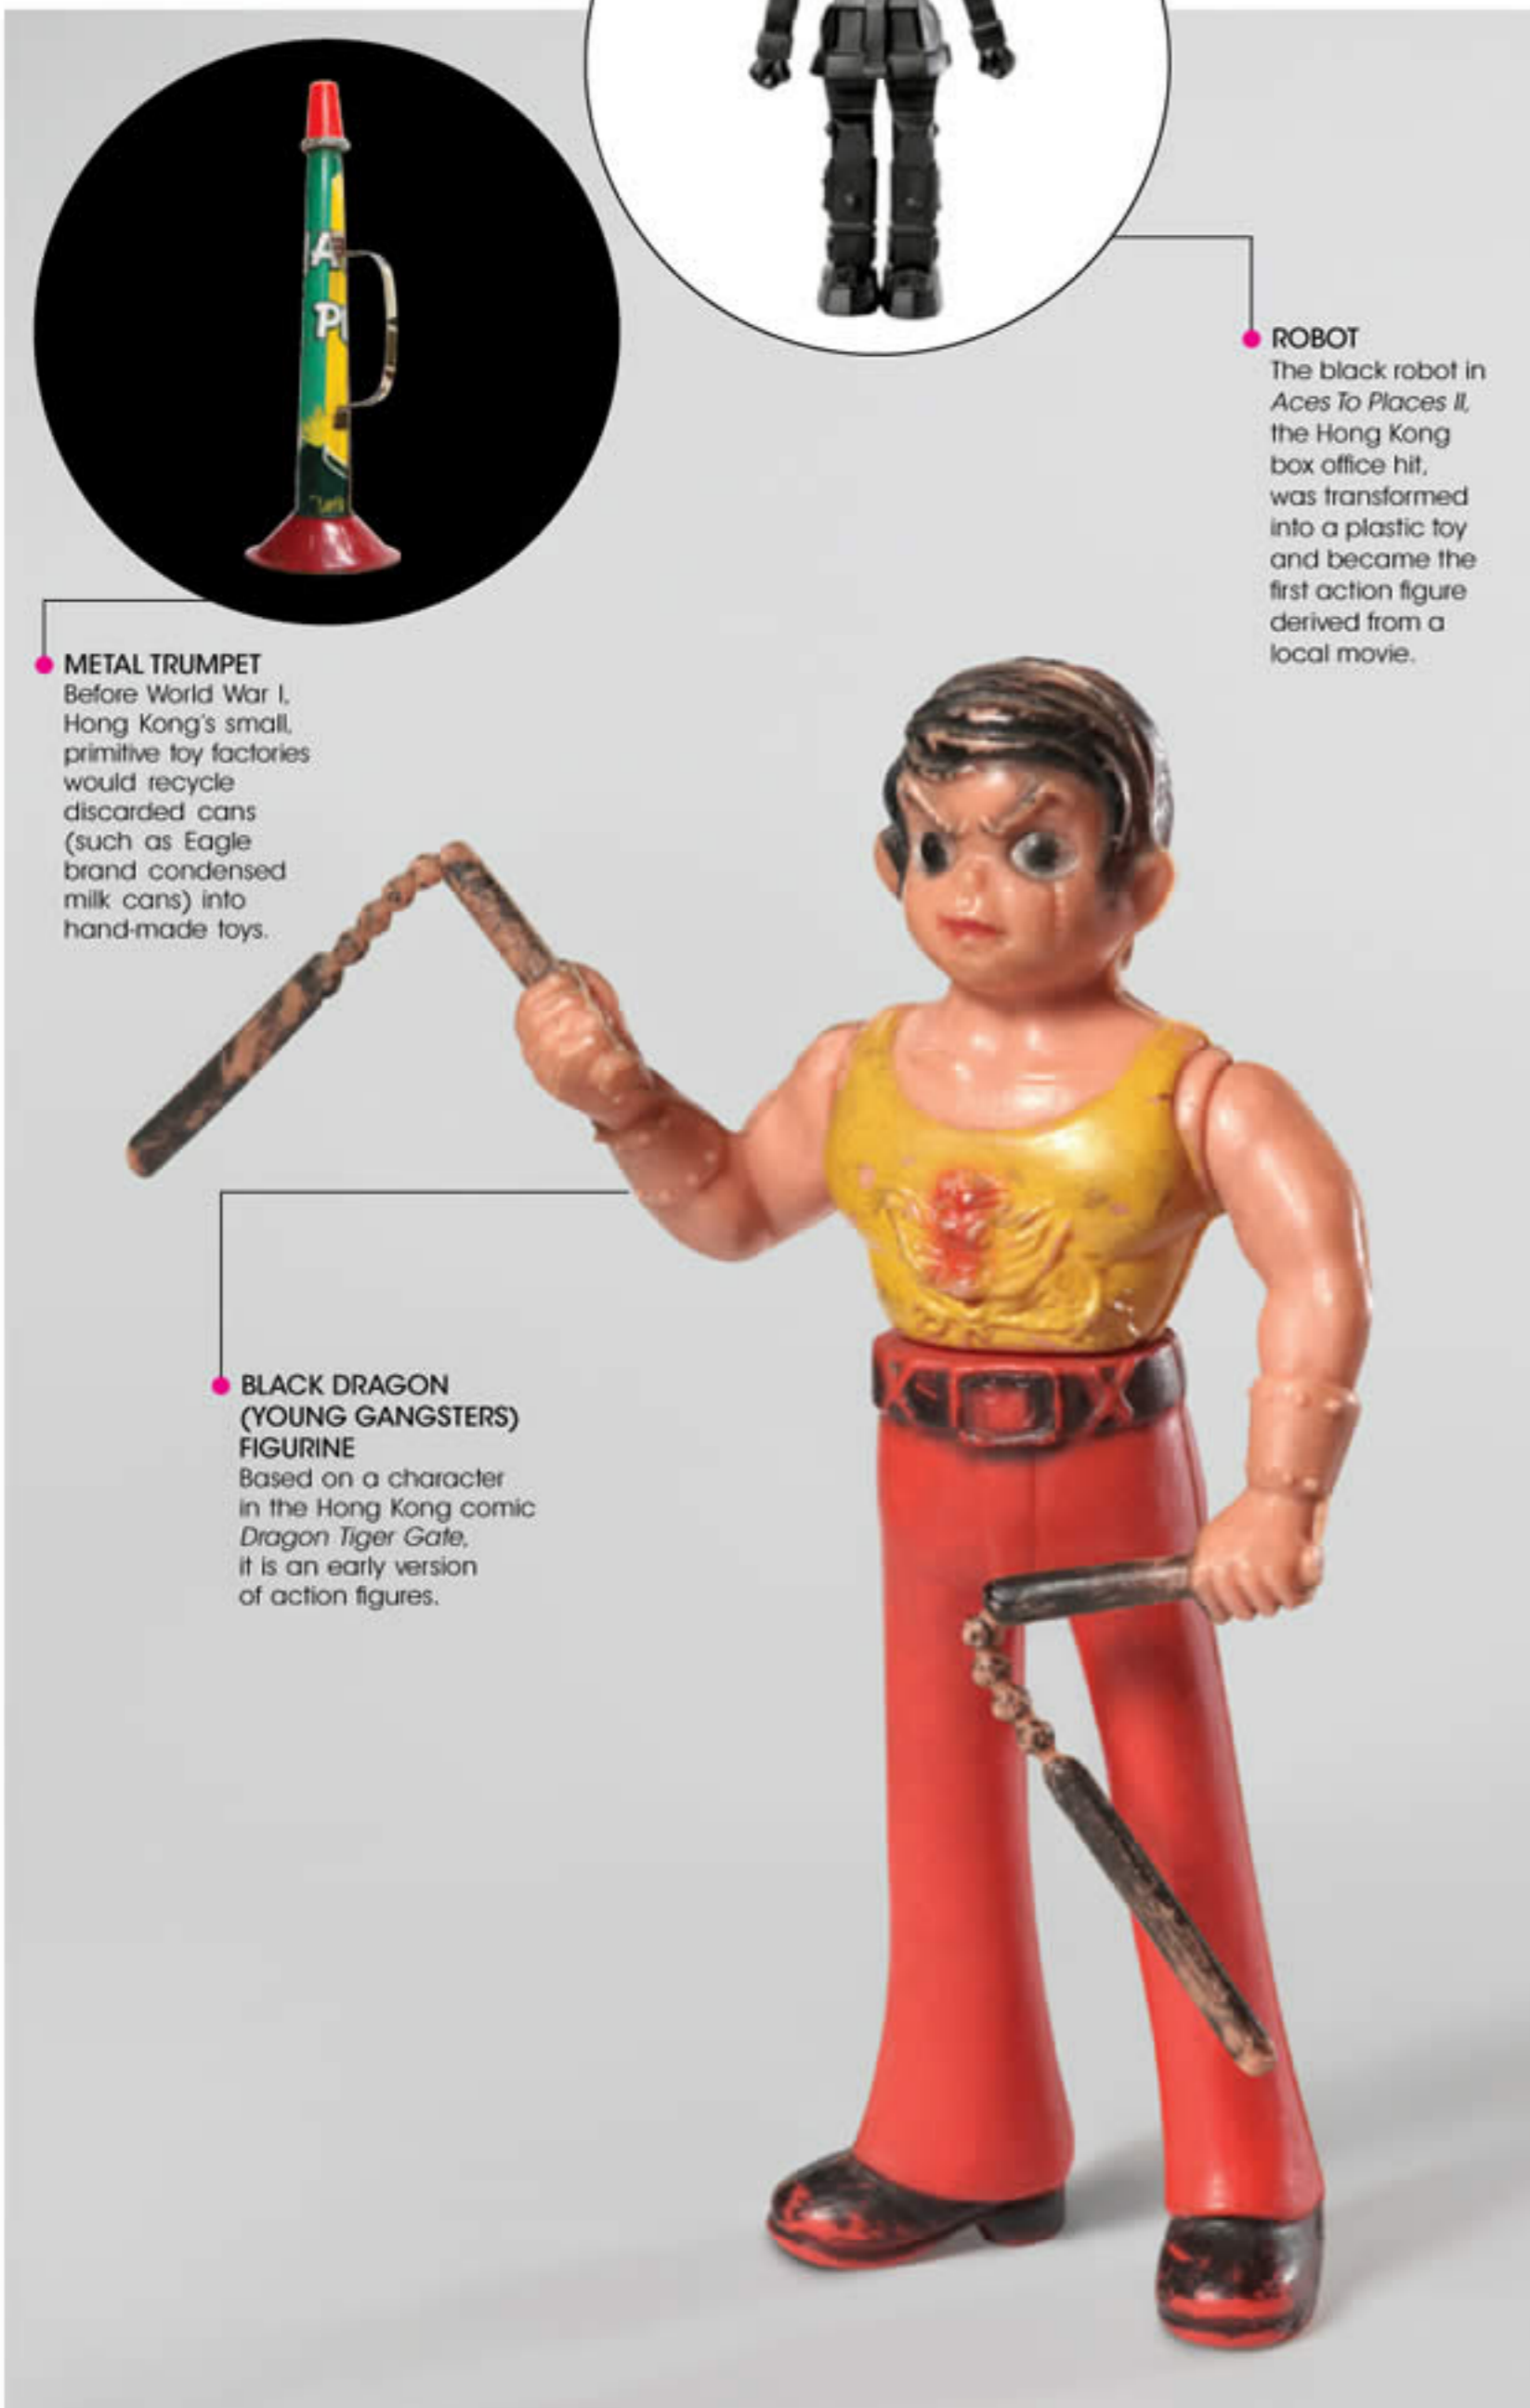 A
P
ROBOT
The black robot in
Aces To Places II,
the Hong Kong
box office hit,
was transformed
into a plastic toy
and became the
first action figure
derived from a
local movie.
METAL TRUMPET
Before World War I,
Hong Kong's small,
primitive toy factories
would recycle
discarded cans
(such as Eagle
brand condensed
milk cans) into
hand-made toys.
BLACK DRAGON
(YOUNG GANGSTERS)
FIGURINE
Based on a character
in the Hong Kong comic
Dragon Tiger Gate,
it is an early version
of action figures.